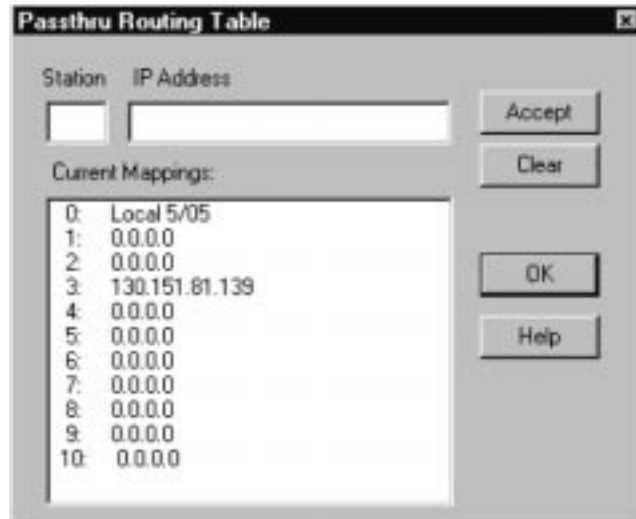 Passthru Routing Table
Station IP Address
Accept
Clear
Current Mappings:
0: Local 5/05
1: 0.0.0.0
2: 0.0.0.0
3: 130.151.81.139
4: 0.0.0.0
5: 0.0.0.0
6: 0.0.0.0
7: 0.0.0.0
8: 0.0.0.0
9: 0.0.0.0
10: 0.0.0.0
OK
Help